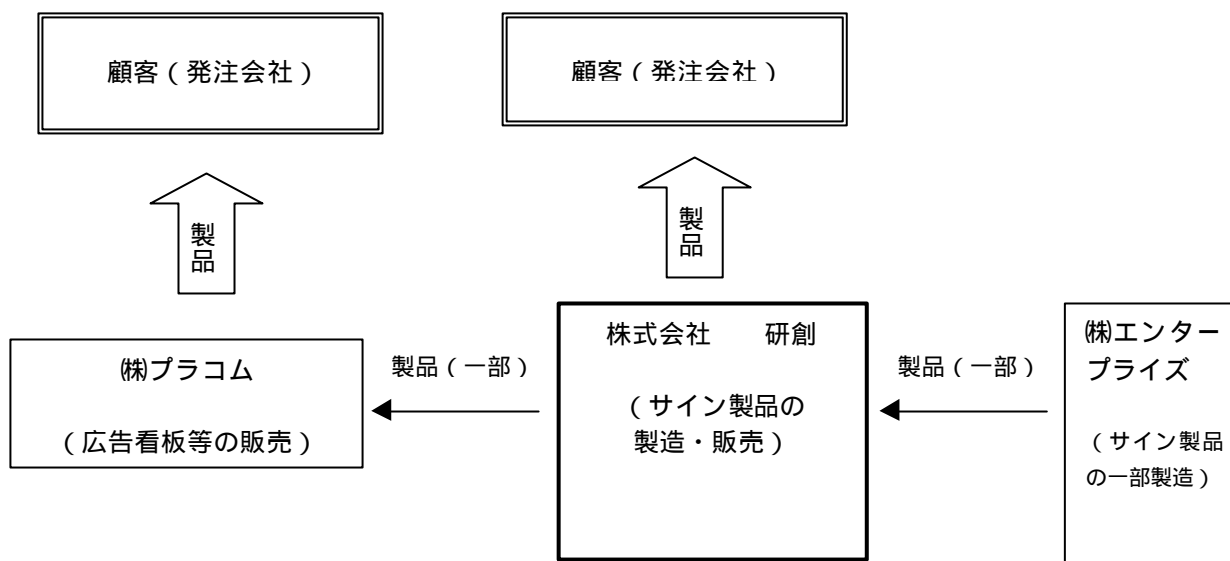 顧客（発注会社）
顧客（発注会社）
製品
製品
㈱プラコム
（広告看板等の販売）
製品（一部）
株式会社　　研創
（サイン製品の
製造・販売）
製品（一部）
㈱エンター
プライズ
（サイン製品
の一部製造）